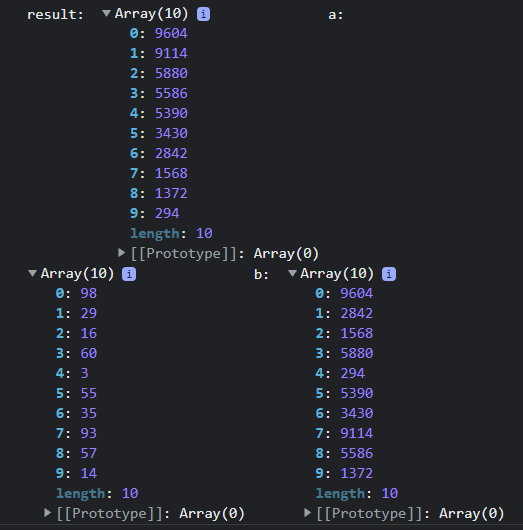 result: Array(10) i a:
0: 9604
1: 9114
2: 5880
3: 5586
4: 5390
5: 3430
6: 2842
7: 1568
8: 1372
9: 294
length: 10
[[Prototype]]: Array(0)
Array(10) i b: Array(10) i
0: 98 0: 9604
1: 29 1: 2842
2: 16 2: 1568
3: 60 3: 5880
4: 3 4: 294
5: 55 5: 5390
6: 35 6: 3430
7: 93 7: 9114
8: 57 8: 5586
9: 14 9: 1372
length: 10 length: 10
[[Prototype]]: Array(0) [[Prototype]]: Array(0)